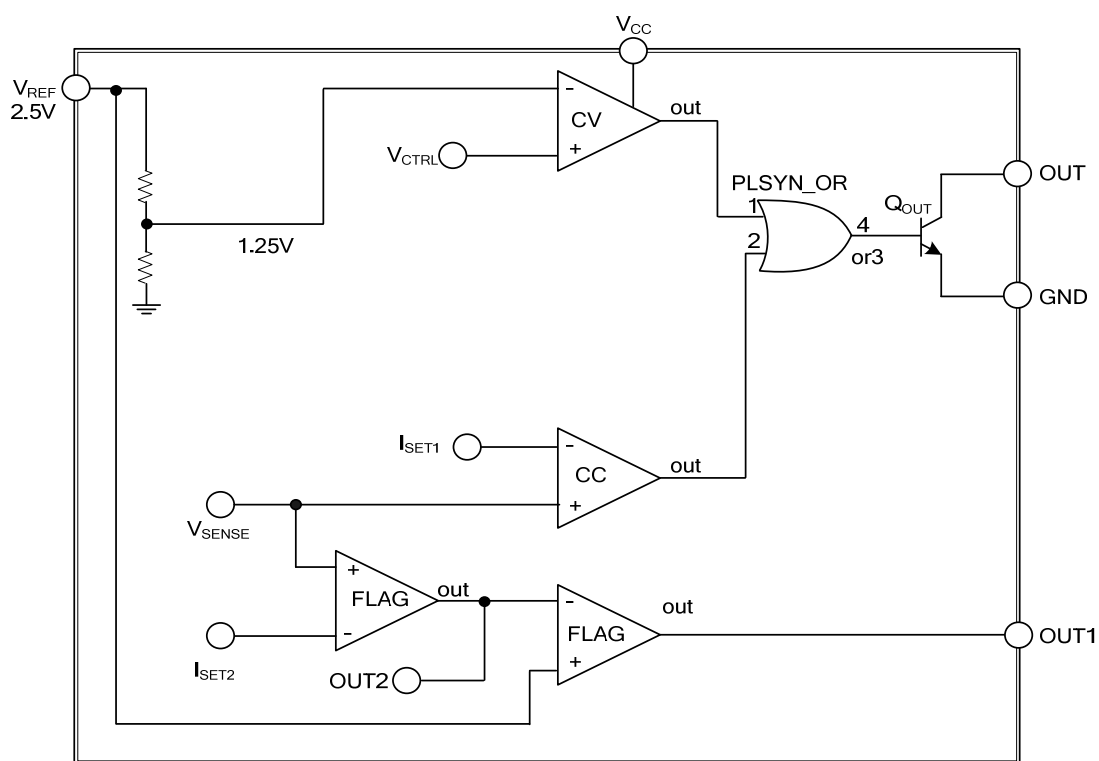 VCC
VREF
2.5V
-
CV
+
out
VCTRL
PLSYN_OR
1
2
4
or3
QOUT
OUT
1.25V
GND
ISET1
-
CC
+
out
VSENSE
+
FLAG
-
out
-
FLAG
+
out
OUT1
ISET2
OUT2